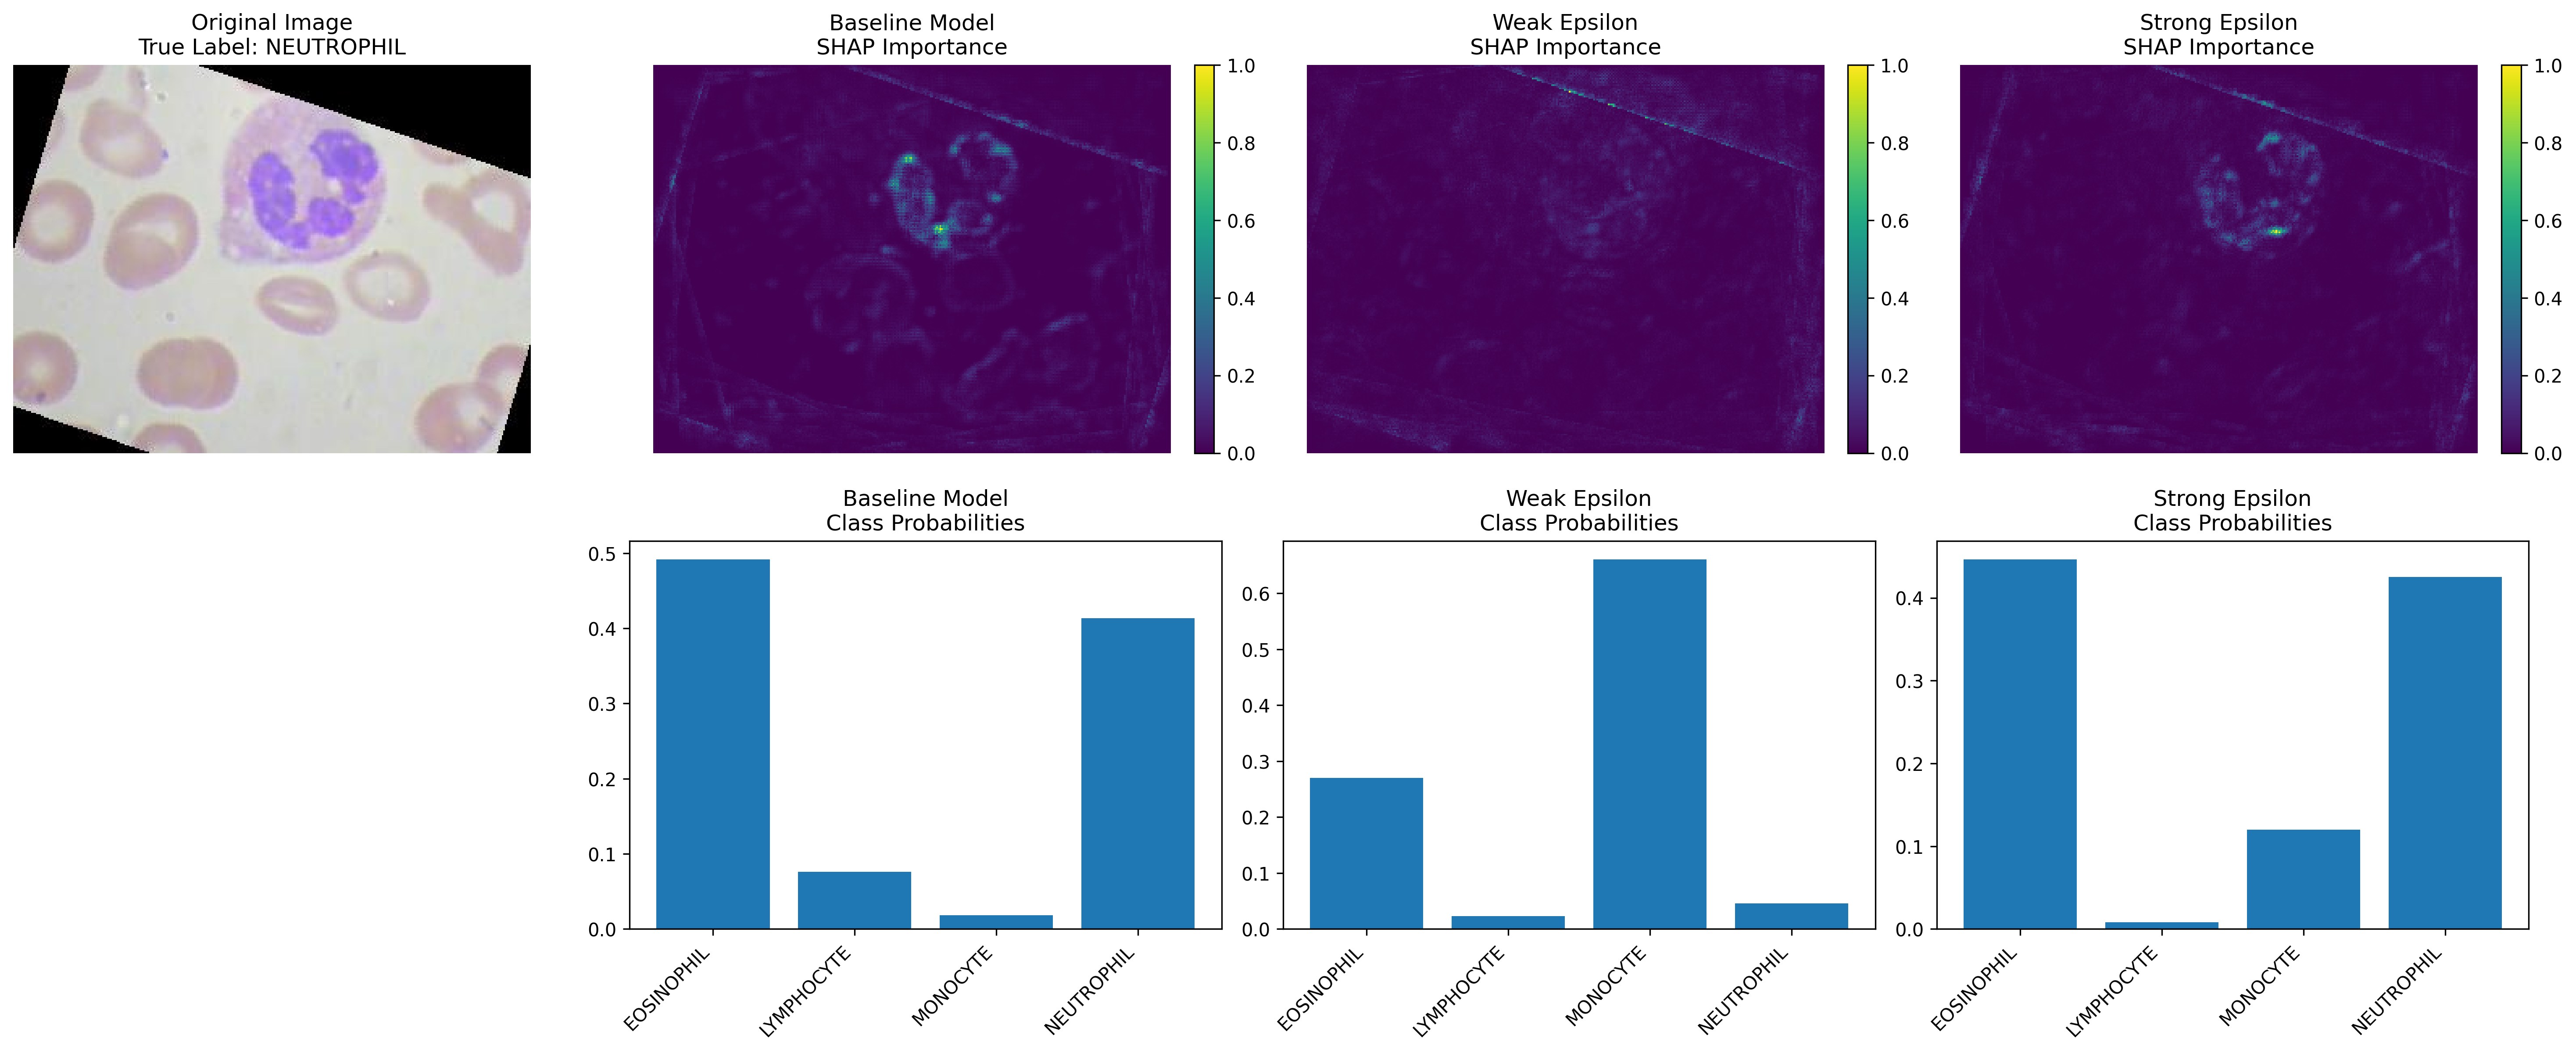 Original Image
True Label: NEUTROPHIL
Baseline Model
SHAP Importance
Weak Epsilon
SHAP Importance
Strong Epsilon
SHAP Importance
1.0
0.8
0.6
0.4
0.2
0.0
1.0
0.8
0.6
0.4
0.2
0.0
1.0
0.8
0.6
0.4
0.2
0.0
Baseline Model
Class Probabilities
0.5
0.4
0.3
0.2
0.1
0.0
EOSINOPHIL
LYMPHOCYTE
MONOCYTE
NEUTROPHIL
Weak Epsilon
Class Probabilities
0.6
0.5
0.4
0.3
0.2
0.1
0.0
EOSINOPHIL
LYMPHOCYTE
MONOCYTE
NEUTROPHIL
Strong Epsilon
Class Probabilities
0.4
0.3
0.2
0.1
0.0
EOSINOPHIL
LYMPHOCYTE
MONOCYTE
NEUTROPHIL